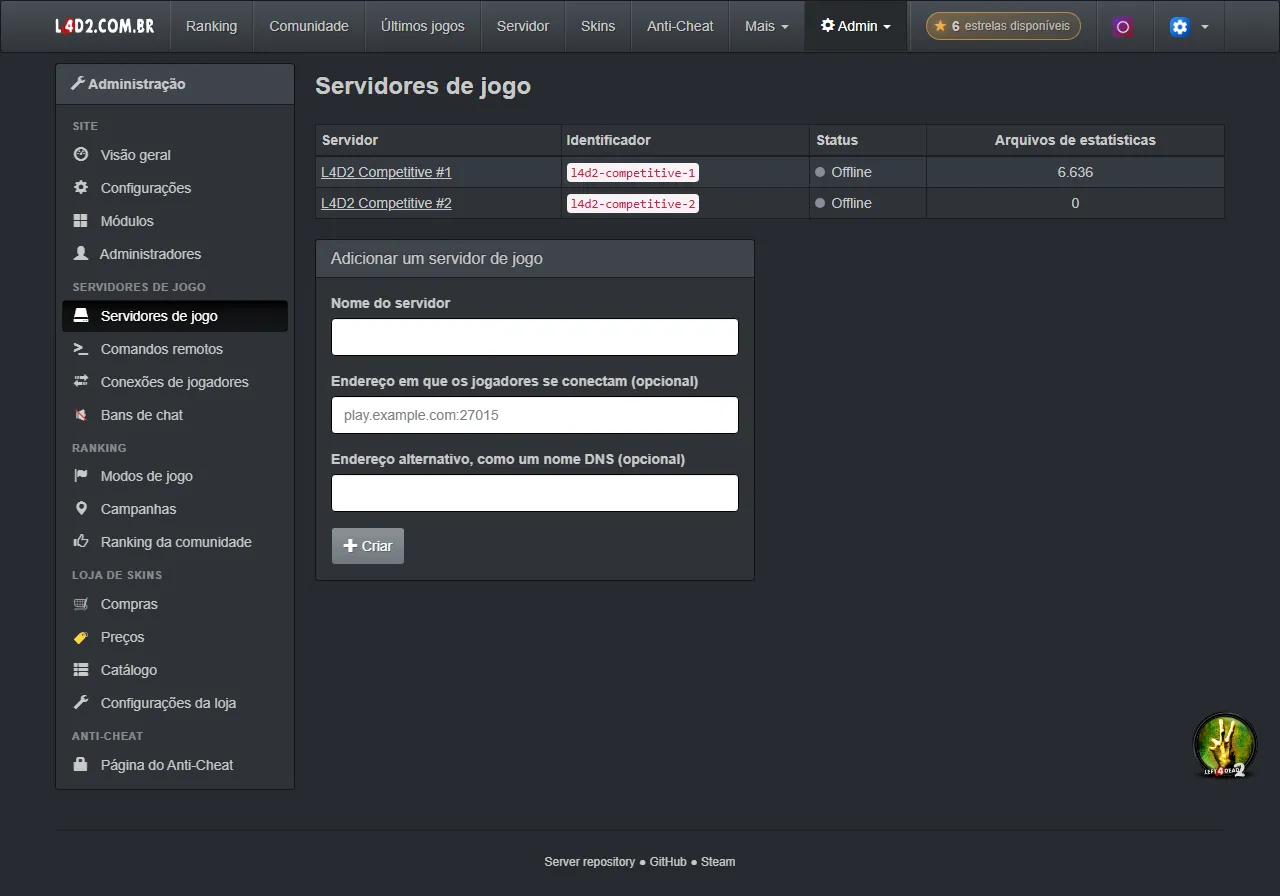 L4D2.COM.BR Ranking Comunidade Últimos jogos Servidor Skins Anti-Cheat Mais Admin 6 estrelas disponíveis
Administração
SITE
Visão geral
Configurações
Módulos
Administradores
SERVIDORES DE JOGO
Servidores de jogo
Comandos remotos
Conexões de jogadores
Bans de chat
RANKING
Modos de jogo
Campanhas
Ranking da comunidade
LOJA DE SKINS
Compras
Preços
Catálogo
Configurações da loja
ANTI-CHEAT
Página do Anti-Cheat
Servidores de jogo
Servidor Identificador Status Arquivos de estatísticas
L4D2 Competitive #1 l4d2-competitive-1 Offline 6.636
L4D2 Competitive #2 l4d2-competitive-2 Offline 0
Adicionar um servidor de jogo
Nome do servidor
Endereço em que os jogadores se conectam (opcional)
play.example.com:27015
Endereço alternativo, como um nome DNS (opcional)
Criar
LEFT 4 DEAD 2
Server repository ● GitHub ● Steam